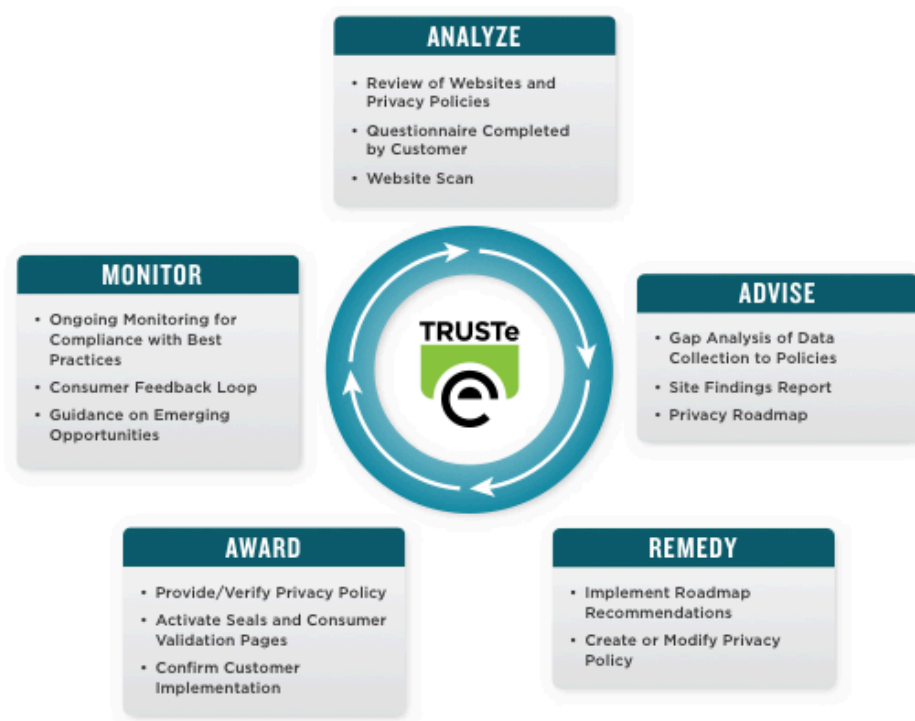 ANALYZE
• Review of Websites and
Privacy Policies
• Questionnaire Completed
by Customer
• Website Scan
MONITOR
• Ongoing Monitoring for
Compliance with Best
Practices
• Consumer Feedback Loop
• Guidance on Emerging
Opportunities
TRUSTe
e
ADVISE
• Gap Analysis of Data
Collection to Policies
• Site Findings Report
• Privacy Roadmap
AWARD
• Provide/Verify Privacy Policy
• Activate Seals and Consumer
Validation Pages
• Confirm Customer
Implementation
REMEDY
• Implement Roadmap
Recommendations
• Create or Modify Privacy
Policy